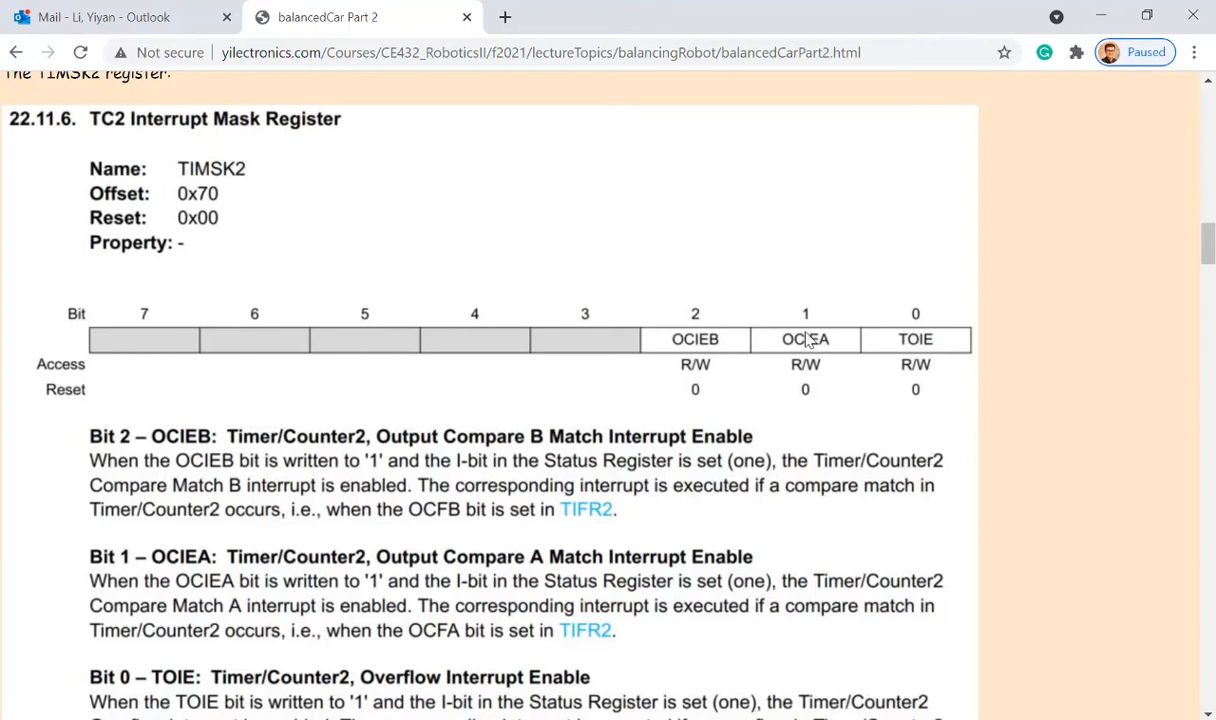 Mail - Li, Yiyan - Outlook
balancedCar Part 2
Not secure
yilectronics.com/Courses/CE432_RoboticsII/f2021/lectureTopics/balancingRobot/balancedCarPart2.html
Paused
The TIMSK2 register:
22.11.6. TC2 Interrupt Mask Register
Name: TIMSK2
Offset: 0x70
Reset: 0x00
Property: -
Bit 7 6 5 4 3 2 1 0
OCIEB OCIEA TOIE
Access R/W R/W R/W
Reset 0 0 0
Bit 2 – OCIEB: Timer/Counter2, Output Compare B Match Interrupt Enable
When the OCIEB bit is written to '1' and the I-bit in the Status Register is set (one), the Timer/Counter2
Compare Match B interrupt is enabled. The corresponding interrupt is executed if a compare match in
Timer/Counter2 occurs, i.e., when the OCFB bit is set in TIFR2.
Bit 1 – OCIEA: Timer/Counter2, Output Compare A Match Interrupt Enable
When the OCIEA bit is written to '1' and the I-bit in the Status Register is set (one), the Timer/Counter2
Compare Match A interrupt is enabled. The corresponding interrupt is executed if a compare match in
Timer/Counter2 occurs, i.e., when the OCFA bit is set in TIFR2.
Bit 0 – TOIE: Timer/Counter2, Overflow Interrupt Enable
When the TOIE bit is written to '1' and the I-bit in the Status Register is set (one), the Timer/Counter2